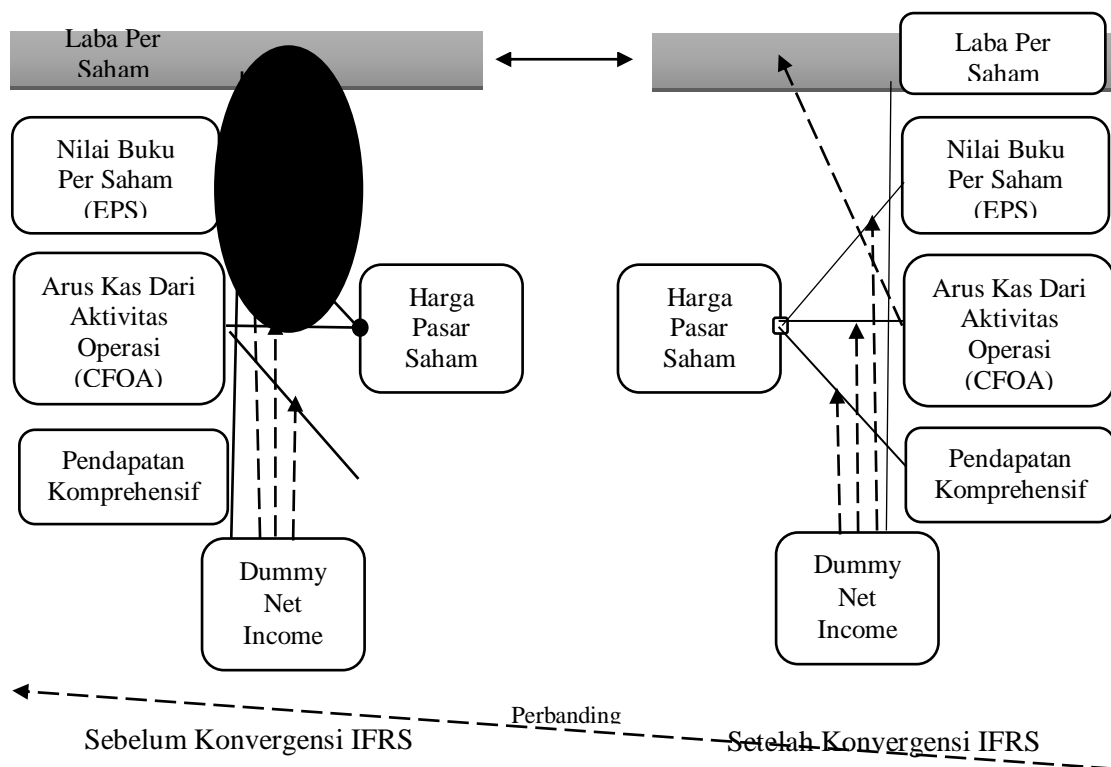 Laba Per
Saham
Nilai Buku
Per Saham
(EPS)
Arus Kas Dari
Aktivitas
Operasi
(CFOA)
Pendapatan
Komprehensif
Harga
Pasar
Saham
Dummy
Net
Income
Laba Per
Saham
Nilai Buku
Per Saham
(EPS)
Arus Kas Dari
Aktivitas
Operasi
(CFOA)
Pendapatan
Komprehensif
Harga
Pasar
Saham
Dummy
Net
Income
Perbanding
Sebelum Konvergensi IFRS
Setelah Konvergensi IFRS